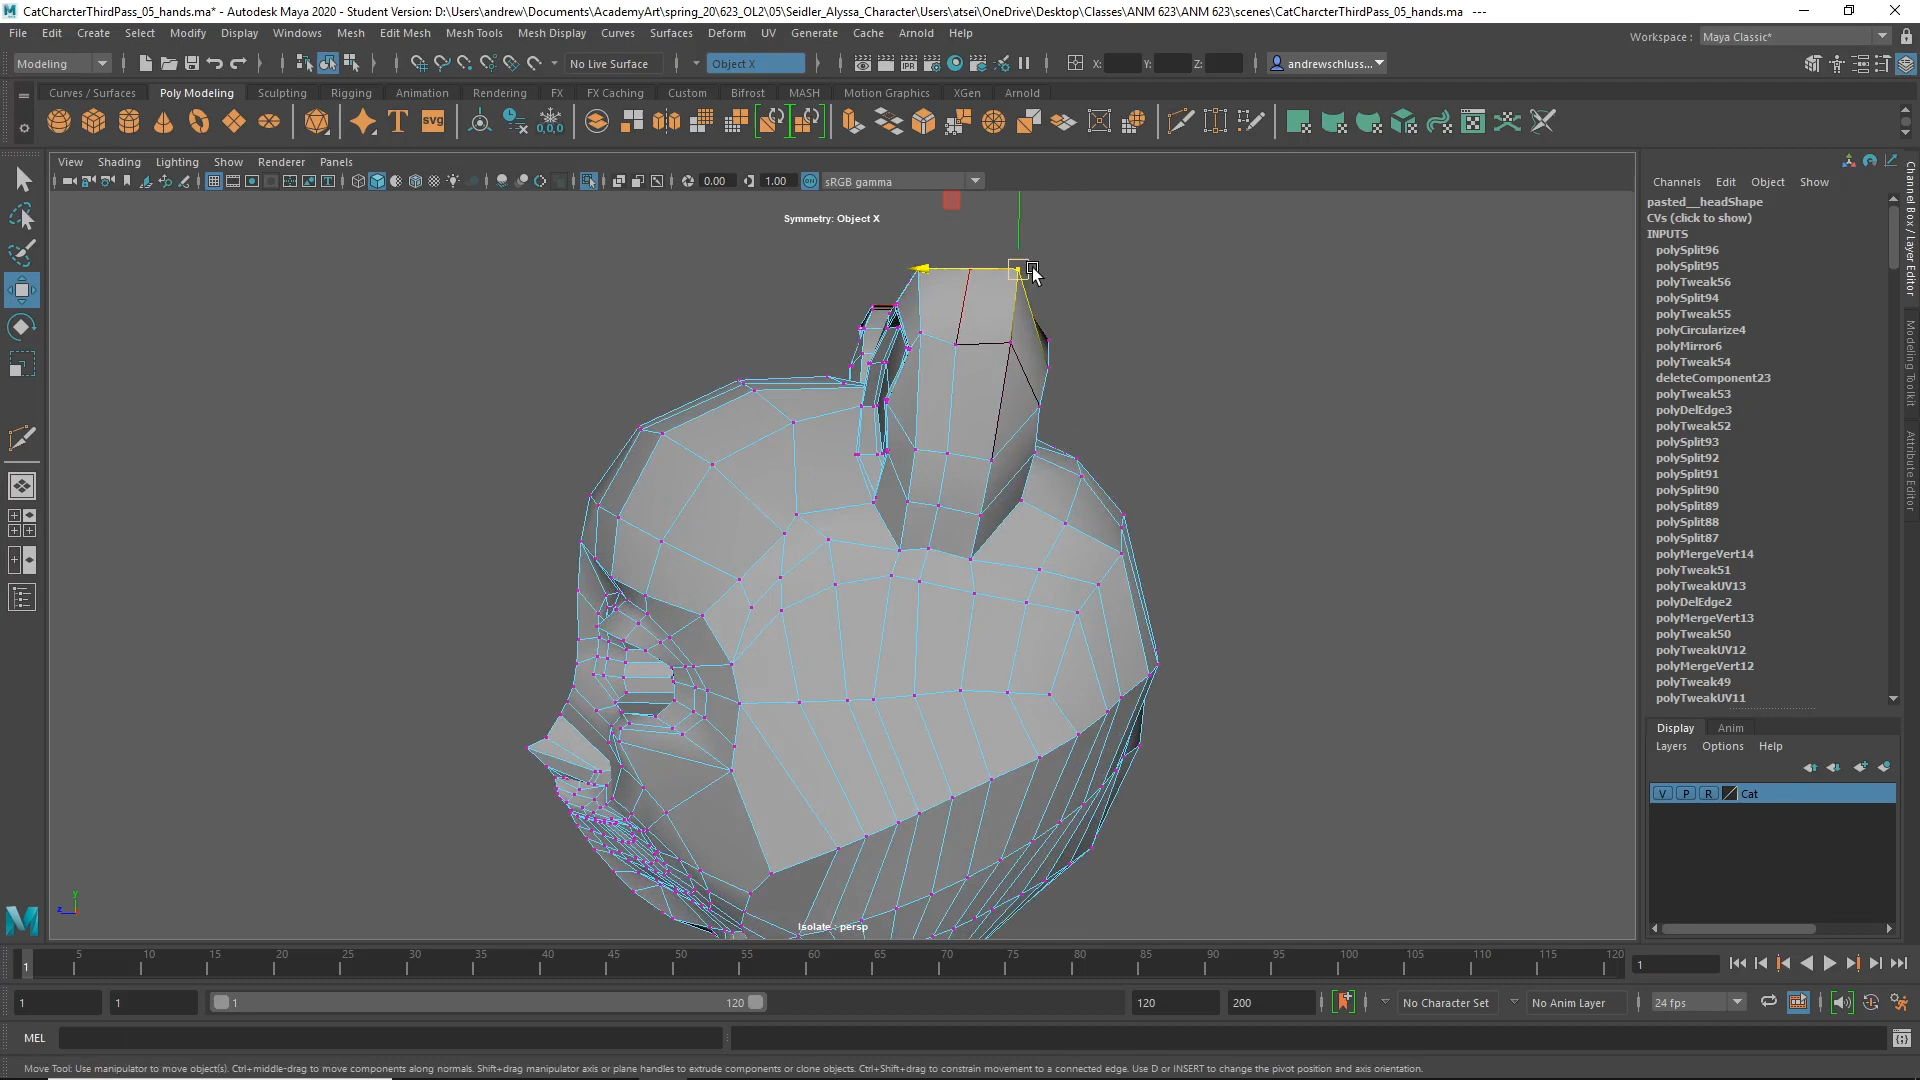 CatCharcterThirdPass_05_hands.ma* - Autodesk Maya 2020 - Student Version: D:\Users\andrew\Documents\AcademyArt\spring_20\623_OL2\05\Seidler_Alyssa_Character\Users\atsei\OneDrive\Desktop\Classes\ANM 623\ANM 623\scenes\CatCharcterThirdPass_05_hands.ma ---
File Edit Create Select Modify Display Windows Mesh Edit Mesh Mesh Tools Mesh Display Curves Surfaces Deform UV Generate Cache Arnold Help Workspace : Maya Classic*
Modeling No Live Surface Object X IPR X: Y: Z: andrewschluss...
Curves / Surfaces Poly Modeling Sculpting Rigging Animation Rendering FX FX Caching Custom Bifrost MASH Motion Graphics XGen Arnold
T svg 0,0,0
View Shading Lighting Show Renderer Panels
0.00 1.00 ON sRGB gamma
Symmetry: Object X
Isolate : persp
y
z
Channels Edit Object Show
pasted__headShape
CVs (click to show)
INPUTS
polySplit96
polySplit95
polyTweak56
polySplit94
polyTweak55
polyCircularize4
polyMirror6
polyTweak54
deleteComponent23
polyTweak53
polyDelEdge3
polyTweak52
polySplit93
polySplit92
polySplit91
polySplit90
polySplit89
polySplit88
polySplit87
polyMergeVert14
polyTweak51
polyTweakUV13
polyDelEdge2
polyMergeVert13
polyTweak50
polyTweakUV12
polyMergeVert12
polyTweak49
polyTweakUV11
Channel Box / Layer Editor
Modeling Toolkit
Attribute Editor
Display Anim
Layers Options Help
V P R Cat
1 5 10 15 20 25 30 35 40 45 50 55 60 65 70 75 80 85 90 95 100 105 110 115 120 1
1 1 1 120 120 200 No Character Set No Anim Layer 24 fps
MEL
Move Tool: Use manipulator to move object(s). Ctrl+middle-drag to move components along normals. Shift+drag manipulator axis or plane handles to extrude components or clone objects. Ctrl+Shift+drag to constrain movement to a connected edge. Use D or INSERT to change the pivot position and axis orientation.